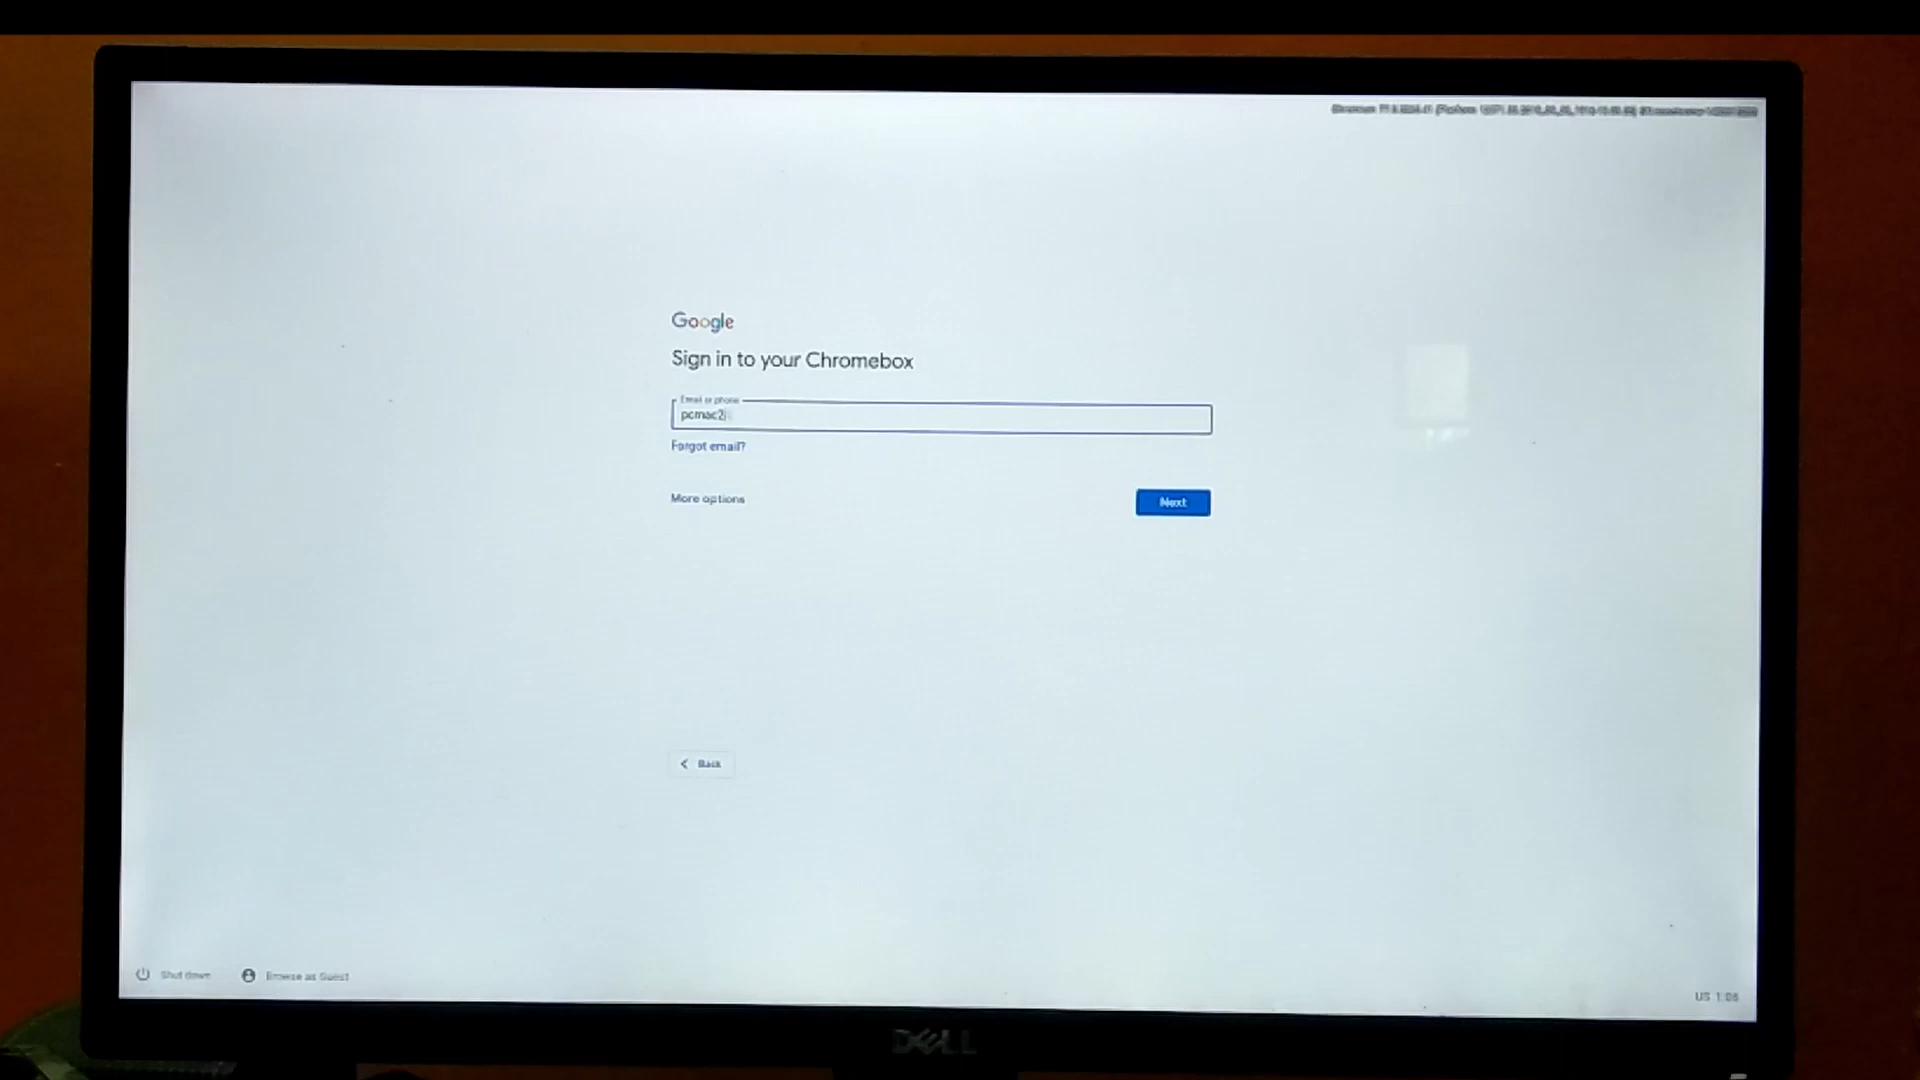 Google
Sign in to your Chromebox
Email or phone
pcmac2
Forgot email?
More options
Next
Back
Shut down
Browse as Guest
US 1:06
DELL